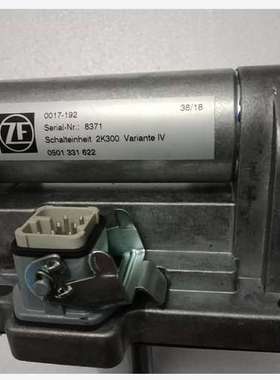 ZF
0017-192 38/18
Serial-Nr.: 8371
Schalteinheit 2K300 Variante IV
0501 331 622